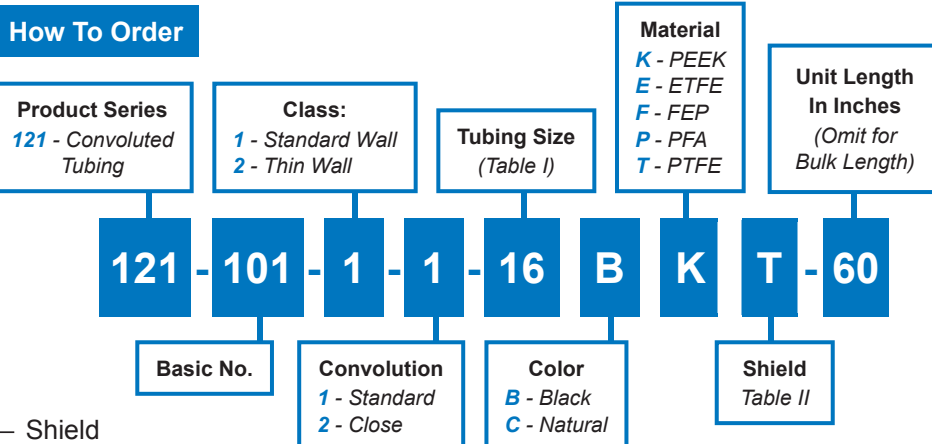 How To Order
Product Series
121 - Convoluted
Tubing
Class:
1 - Standard Wall
2 - Thin Wall
Tubing Size
(Table I)
Material
K - PEEK
E - ETFE
F - FEP
P - PFA
T - PTFE
Unit Length
In Inches
(Omit for
Bulk Length)
121 - 101 - 1 - 1 - 16 B K T - 60
Basic No.
Convolution
1 - Standard
2 - Close
Color
B - Black
C - Natural
Shield
Table II
– Shield